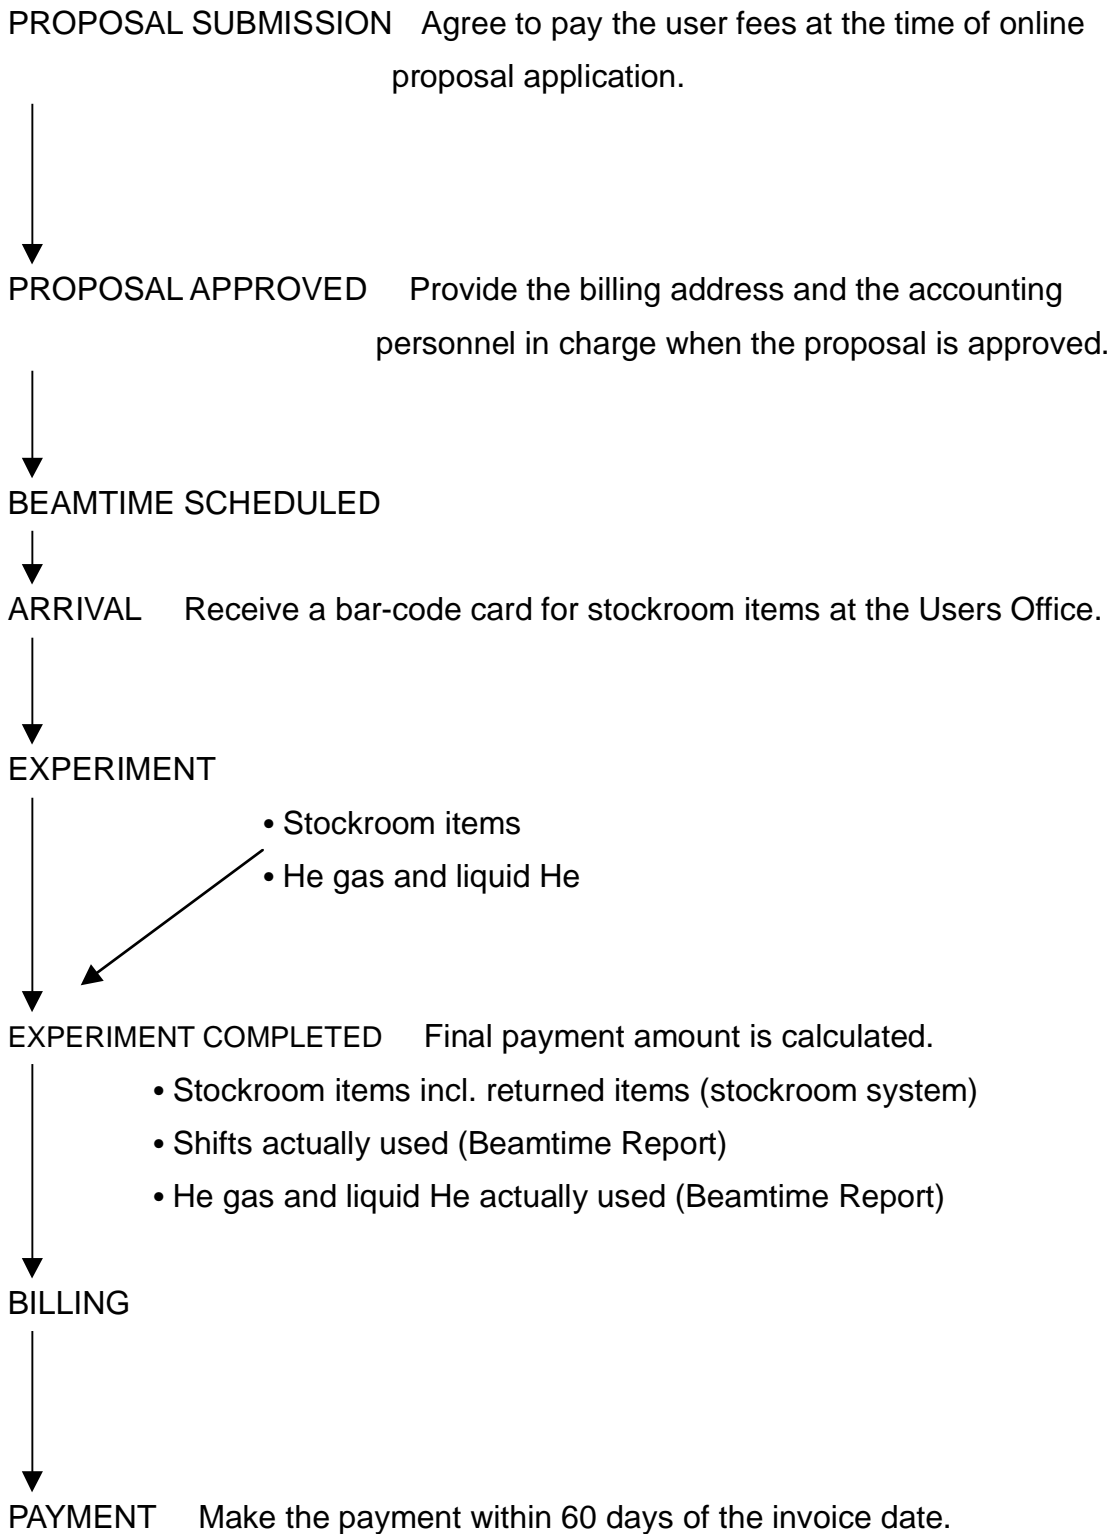 PROPOSAL SUBMISSION Agree to pay the user fees at the time of online
proposal application.
PROPOSAL APPROVED Provide the billing address and the accounting
personnel in charge when the proposal is approved.
BEAMTIME SCHEDULED
ARRIVAL Receive a bar-code card for stockroom items at the Users Office.
EXPERIMENT
• Stockroom items
• He gas and liquid He
EXPERIMENT COMPLETED Final payment amount is calculated.
• Stockroom items incl. returned items (stockroom system)
• Shifts actually used (Beamtime Report)
• He gas and liquid He actually used (Beamtime Report)
BILLING
PAYMENT Make the payment within 60 days of the invoice date.